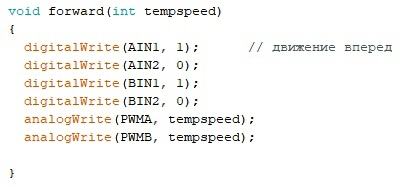 void forward(int tempspeed)
{
digitalWrite(AIN1, 1); // движение вперед
digitalWrite(AIN2, 0);
digitalWrite(BIN1, 1);
digitalWrite(BIN2, 0);
analogWrite(PWMA, tempspeed);
analogWrite(PWMB, tempspeed);
}